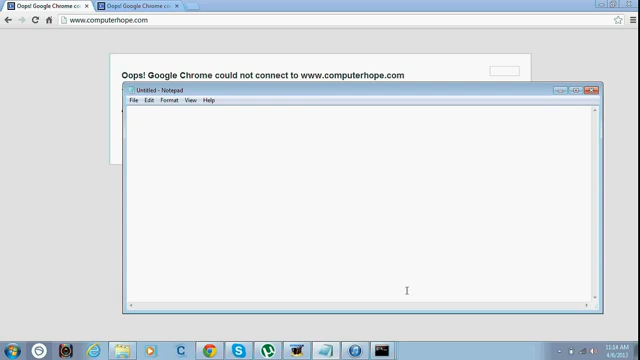 Oops! Google Chrome co
Oops! Google Chrome co
www.computerhope.com
Oops! Google Chrome could not connect to www.computerhope.com
Untitled - Notepad
File Edit Format View Help
11:14 AM
4/6/2013